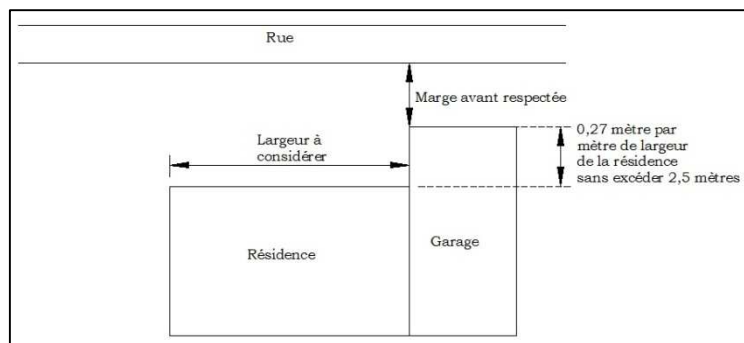 Rue
Marge avant respectée
Largeur à
considérer
0,27 mètre par
mètre de largeur
de la résidence
sans excéder 2,5 mètres
Résidence
Garage